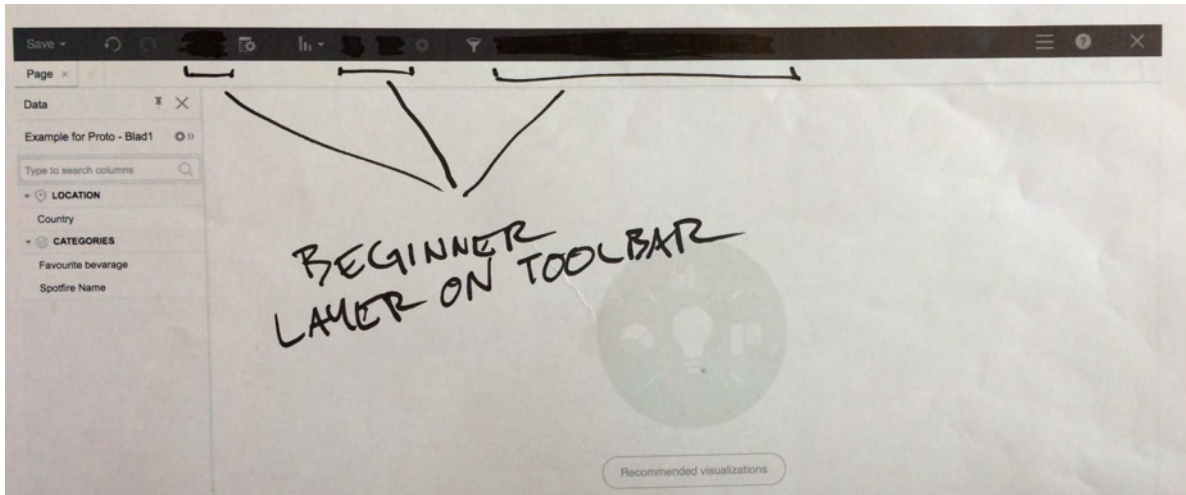 Save
Page ×
Data
Example for Proto - Blad1
Type to search columns
LOCATION
Country
CATEGORIES
Favourite bevarage
Spotfire Name
BEGINNER
LAYER ON TOOLBAR
Recommended visualizations